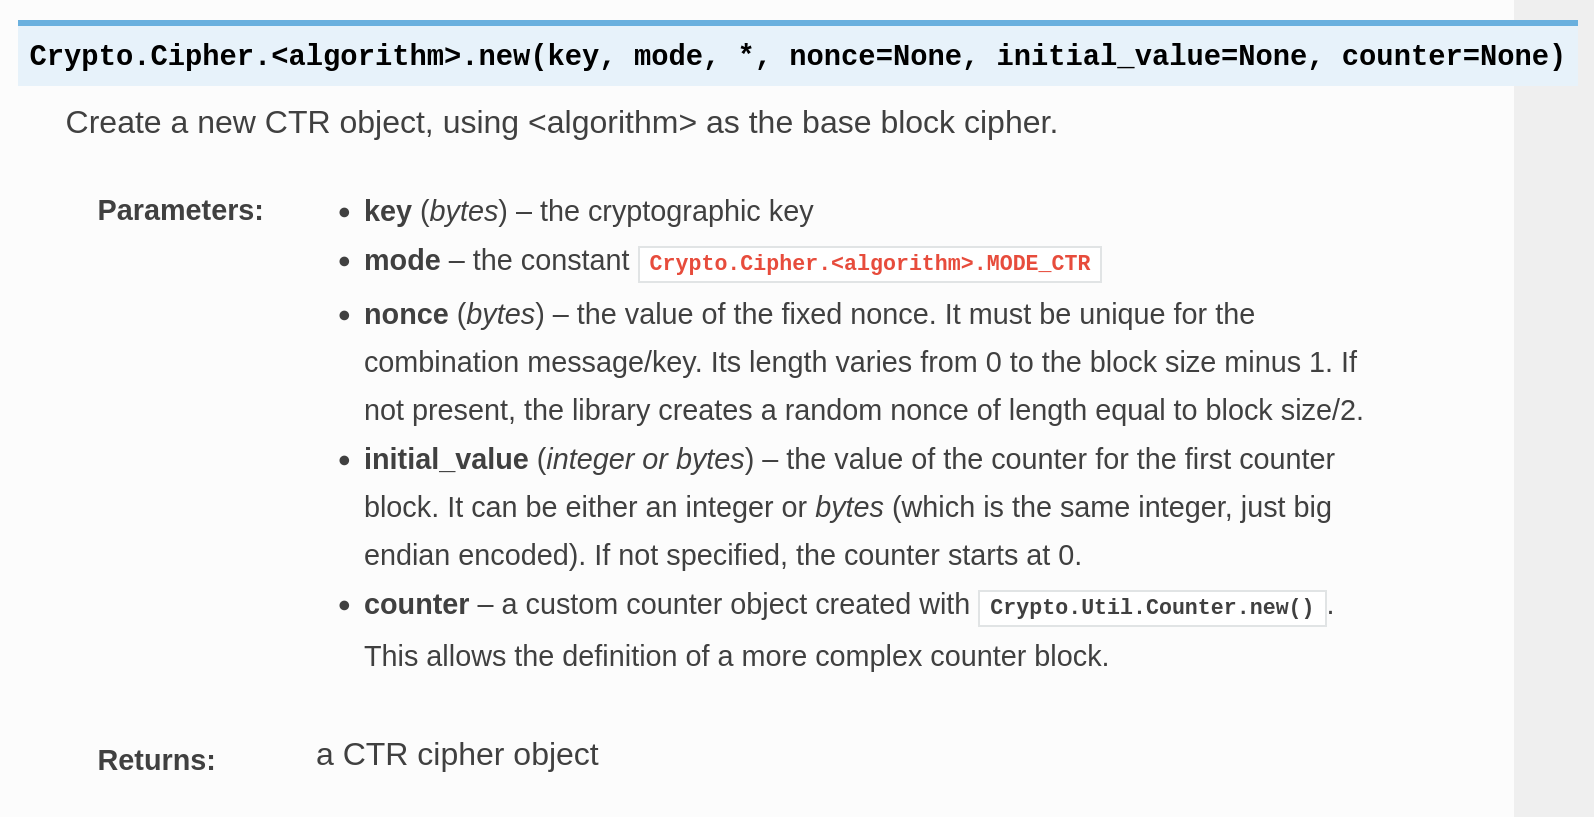 Crypto.Cipher.<algorithm>.new(key, mode, *, nonce=None, initial_value=None, counter=None)
Create a new CTR object, using <algorithm> as the base block cipher.
Parameters:
• key (bytes) – the cryptographic key
• mode – the constant Crypto.Cipher.<algorithm>.MODE_CTR
• nonce (bytes) – the value of the fixed nonce. It must be unique for the
combination message/key. Its length varies from 0 to the block size minus 1. If
not present, the library creates a random nonce of length equal to block size/2.
• initial_value (integer or bytes) – the value of the counter for the first counter
block. It can be either an integer or bytes (which is the same integer, just big
endian encoded). If not specified, the counter starts at 0.
• counter – a custom counter object created with Crypto.Util.Counter.new().
This allows the definition of a more complex counter block.
Returns: a CTR cipher object